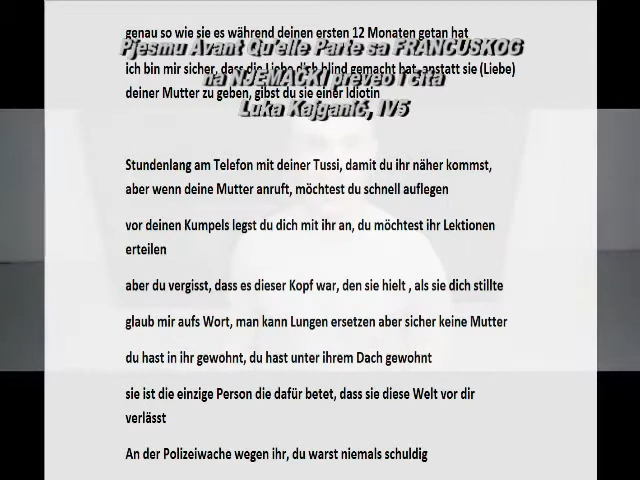 genau so wie sie es während deinen ersten 12 Monaten getan hat
Pjesmu Avant Qu'elle Parte sa FRANCUSKOG
ich bin mir sicher, dass die Liebe dich blind gemacht hat, anstatt sie (Liebe)
na NJEMAČKI preveo i čita
deiner Mutter zu geben, gibst du sie einer Idiotin
Luka Kajganić, IV5
Stundenlang am Telefon mit deiner Tussi, damit du ihr näher kommst,
aber wenn deine Mutter anruft, möchtest du schnell auflegen
vor deinen Kumpels legst du dich mit ihr an, du möchtest ihr Lektionen
erteilen
aber du vergisst, dass es dieser Kopf war, den sie hielt , als sie dich stillte
glaub mir aufs Wort, man kann Lungen ersetzen aber sicher keine Mutter
du hast in ihr gewohnt, du hast unter ihrem Dach gewohnt
sie ist die einzige Person die dafür betet, dass sie diese Welt vor dir
verlässt
An der Polizeiwache wegen ihr, du warst niemals schuldig